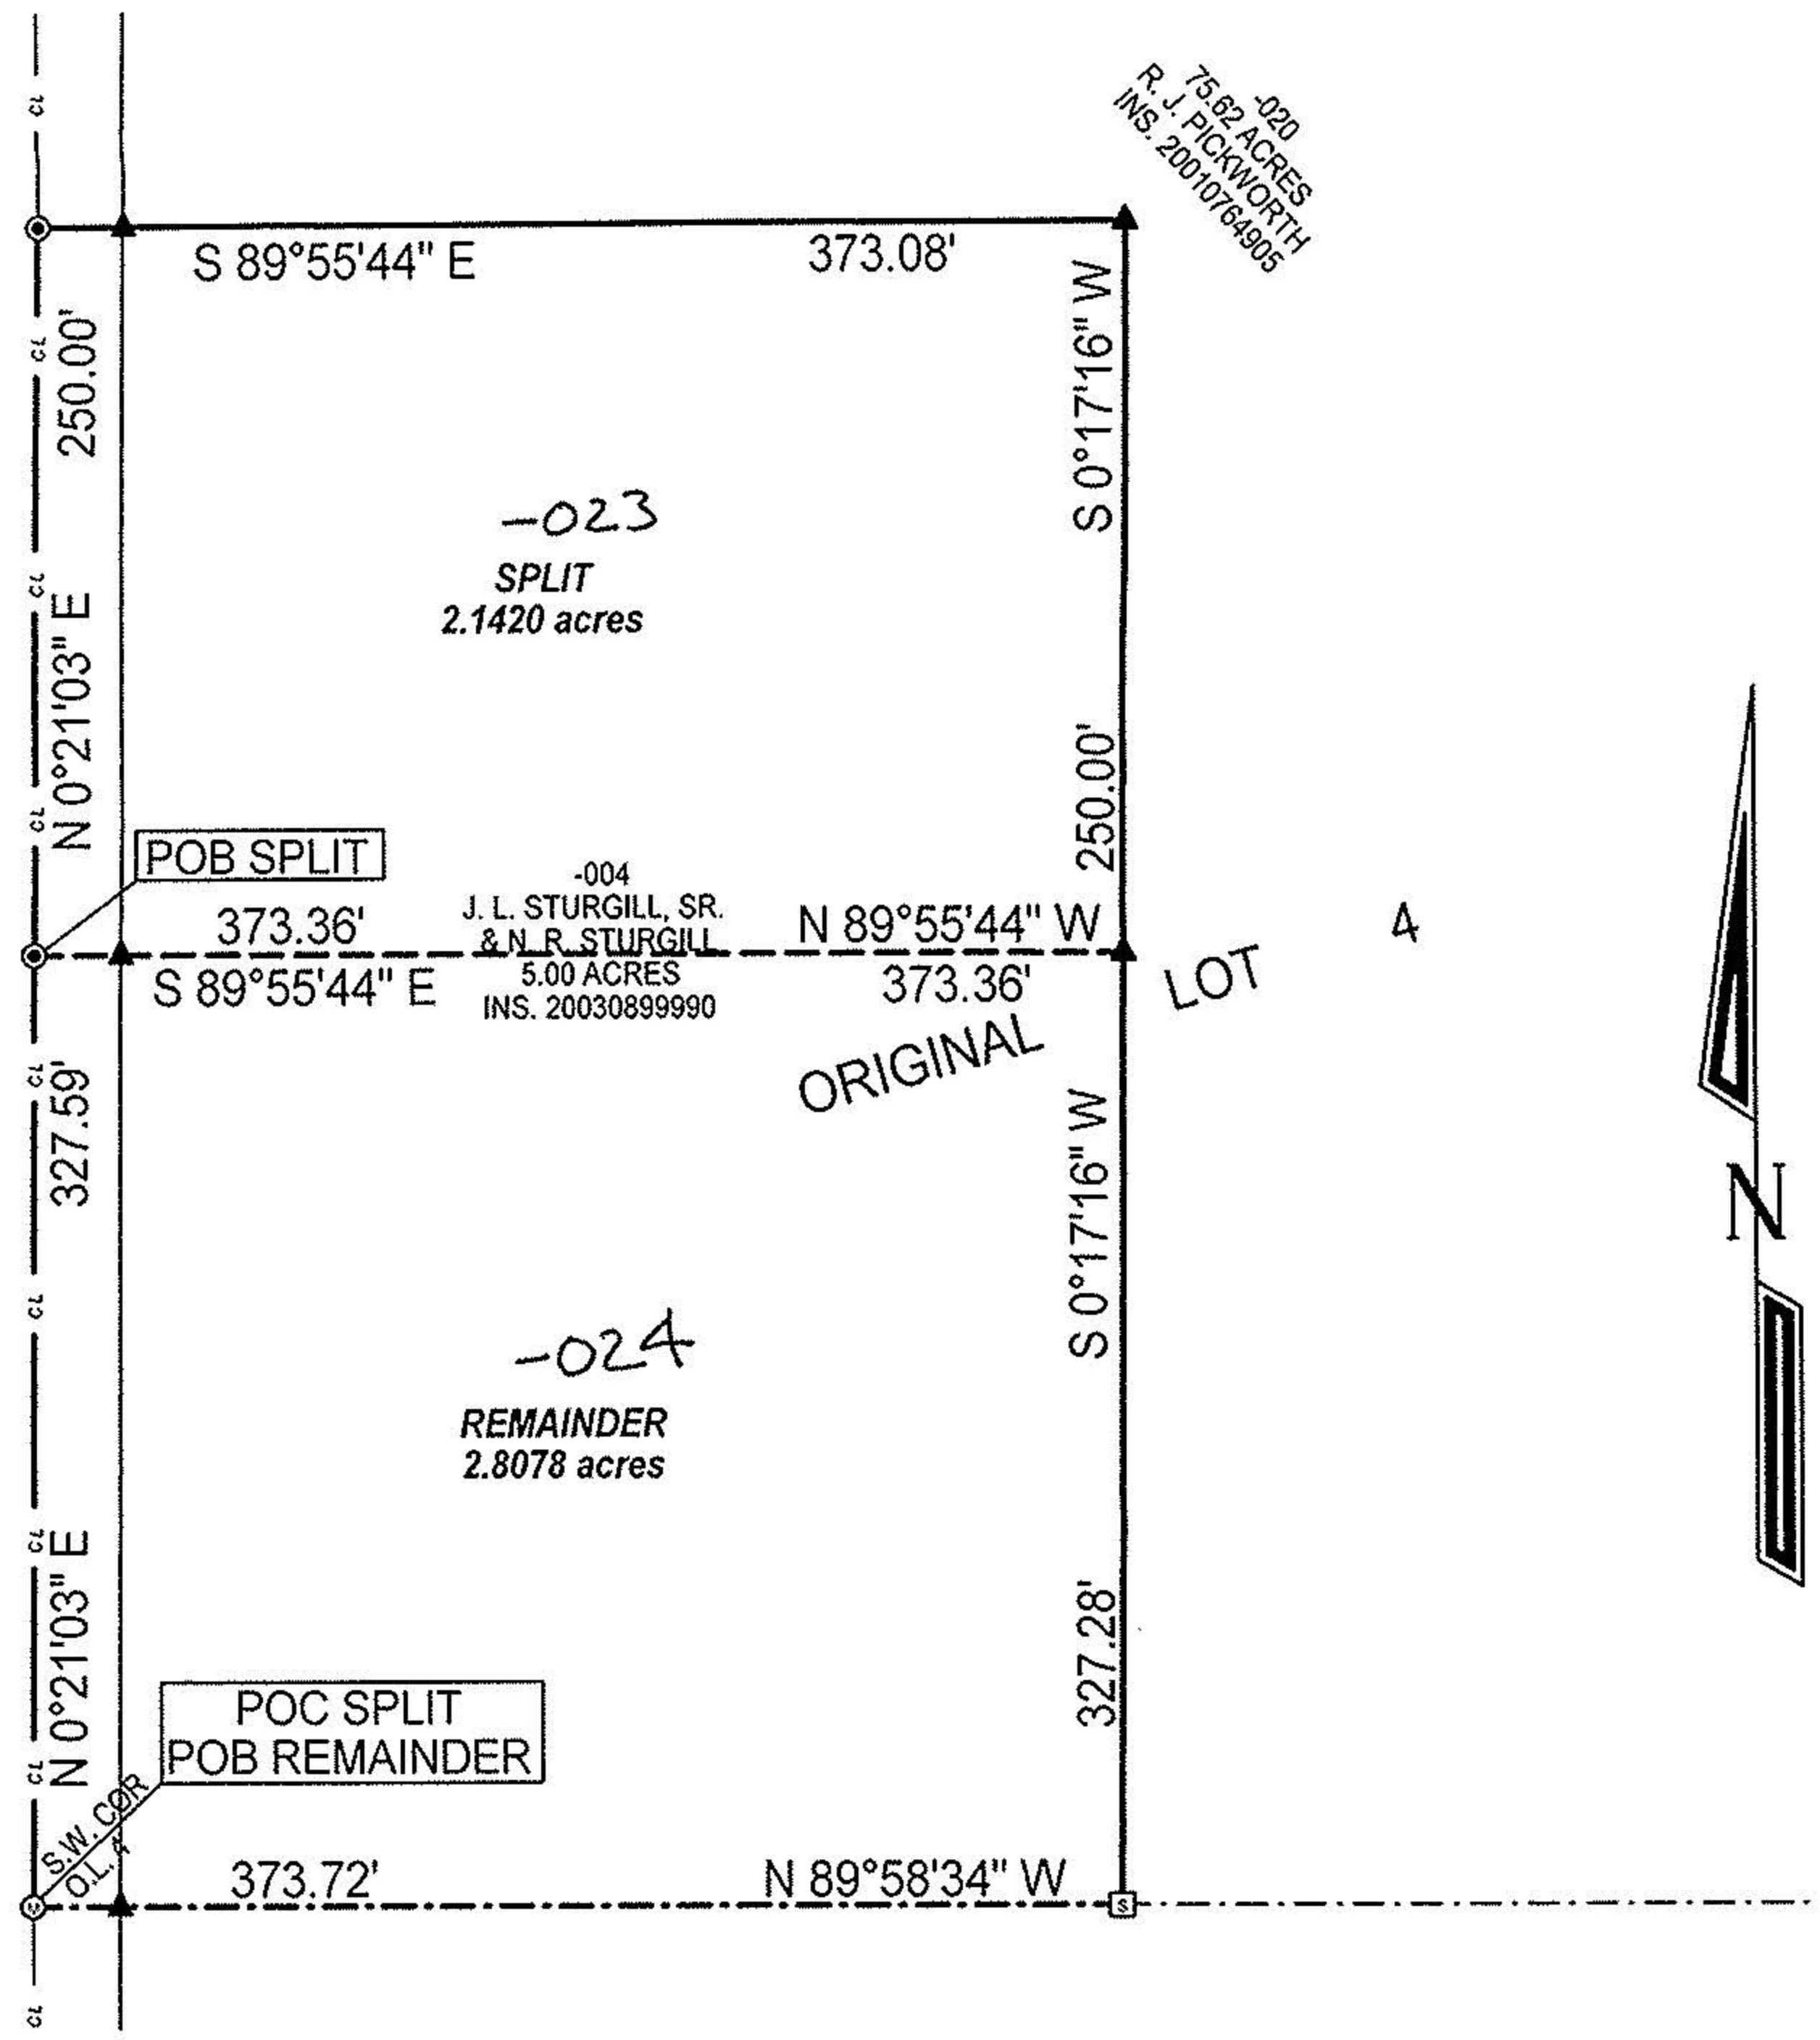 -020
75.62 ACRES
R. J. PICKWORTH
INS. 20010764905
S 89°55'44" E
373.08'
250.00'
N 0°21'03" E
S 0°17'16" W
250.00'
-023
SPLIT
2.1420 acres
POB SPLIT
373.36'
S 89°55'44" E
-004
J. L. STURGILL, SR.
& N. R. STURGILL
5.00 ACRES
INS. 20030899990
N 89°55'44" W
373.36'
ORIGINAL LOT 4
327.59'
N 0°21'03" E
S 0°17'16" W
327.28'
-024
REMAINDER
2.8078 acres
POC SPLIT
POB REMAINDER
S.W. COR
O.L. 4
373.72'
N 89°58'34" W
M
S
N